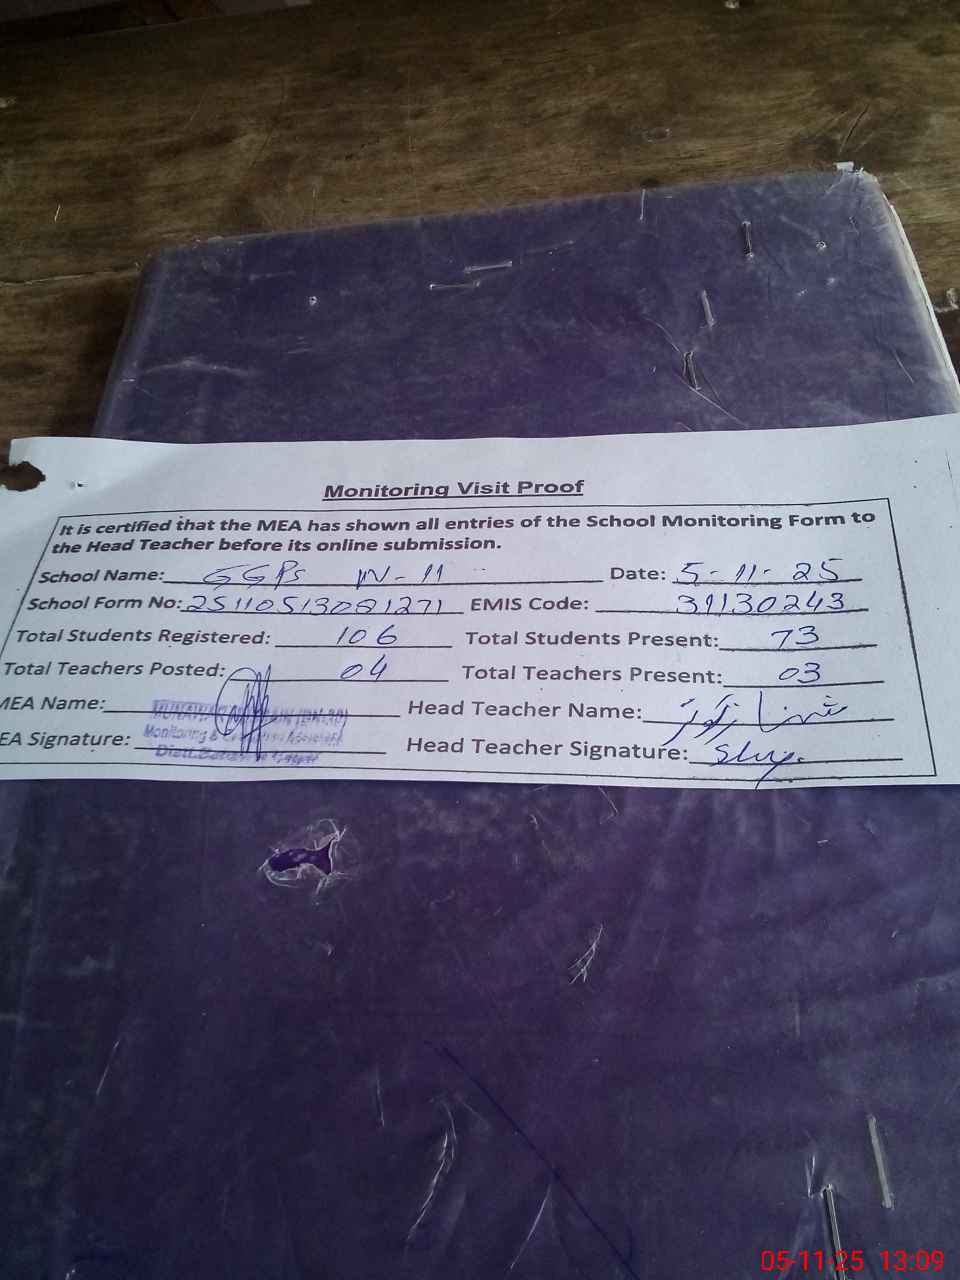 Monitoring Visit Proof
It is certified that the MEA has shown all entries of the School Monitoring Form to
the Head Teacher before its online submission.
School Name: GGPS Date: 5-11-25
School Form No: 25110513081271 EMIS Code: 31130243
Total Students Registered: 106 Total Students Present: 73
Total Teachers Posted: 04 Total Teachers Present: 03
MEA Name: Head Teacher Name:
Monitoring &
EA Signature: Head Teacher Signature:
Distt.
05-11-25 13:09